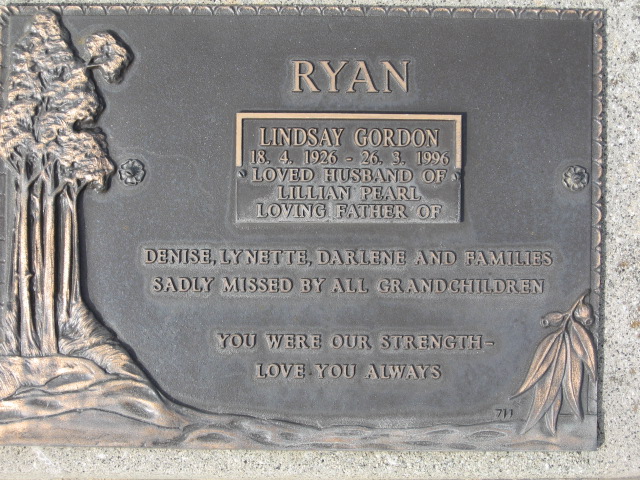 RYAN
LINDSAY GORDON
18. 4. 1926 - 26. 3. 1996
LOVED HUSBAND OF
LILLIAN PEARL
LOVING FATHER OF
DENISE, LYNETTE, DARLENE AND FAMILIES
SADLY MISSED BY ALL GRANDCHILDREN
YOU WERE OUR STRENGTH-
LOVE YOU ALWAYS
711